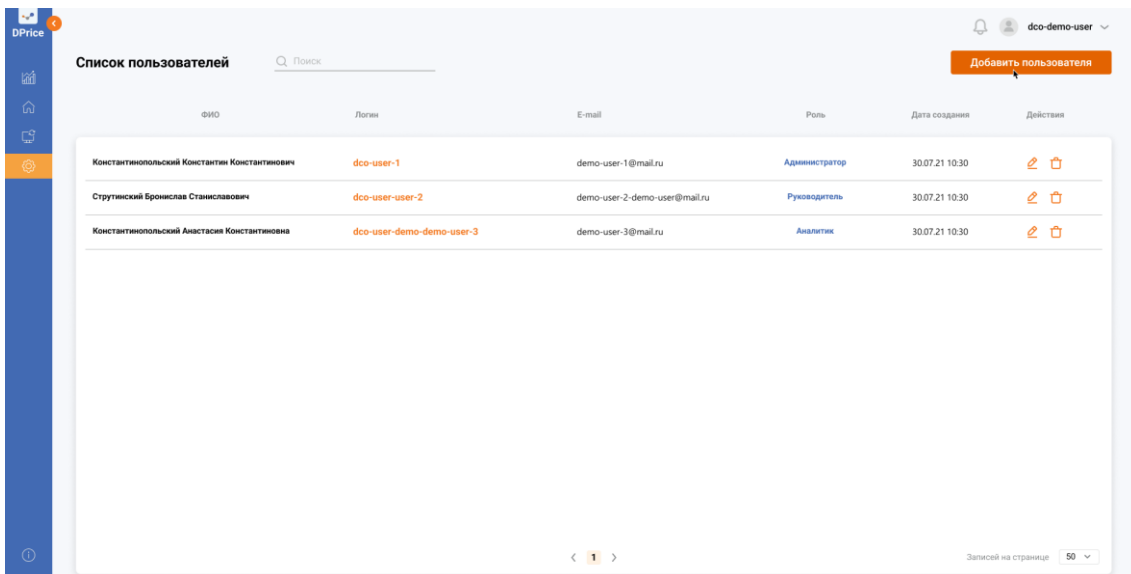 DPrice
dco-demo-user
Список пользователей
Поиск
Добавить пользователя
ФИО Логин E-mail Роль Дата создания Действия
Константинопольский Константин Константинович dco-user-1 demo-user-1@mail.ru Администратор 30.07.21 10:30
Струтинский Бронислав Станиславович dco-user-user-2 demo-user-2-demo-user@mail.ru Руководитель 30.07.21 10:30
Константинопольский Анастасия Константиновна dco-user-demo-demo-user-3 demo-user-3@mail.ru Аналитик 30.07.21 10:30
1
Записей на странице 50